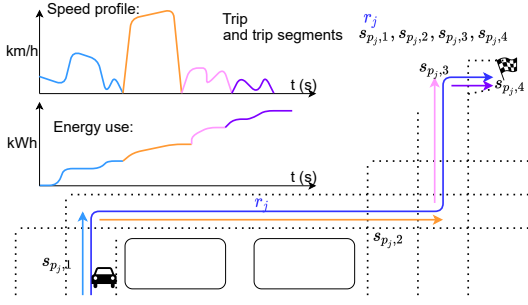 Speed profile:
km/h
t (s)
Energy use:
kWh
t (s)
Trip
and trip segments
r_j
s_{p_j,1}, s_{p_j,2}, s_{p_j,3}, s_{p_j,4}
s_{p_j,3}
s_{p_j,4}
r_j
s_{p_j,2}
s_{p_j,1}